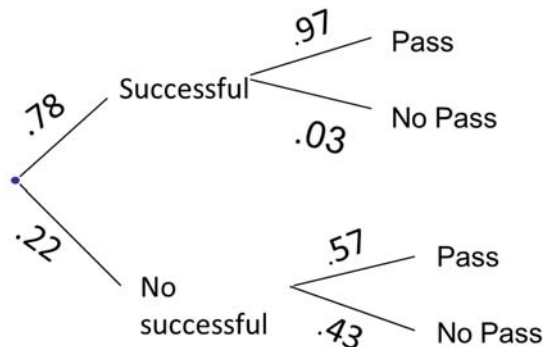 .97
Pass
Successful
.78
.03
No Pass
.22
.57
Pass
No
successful
.43
No Pass